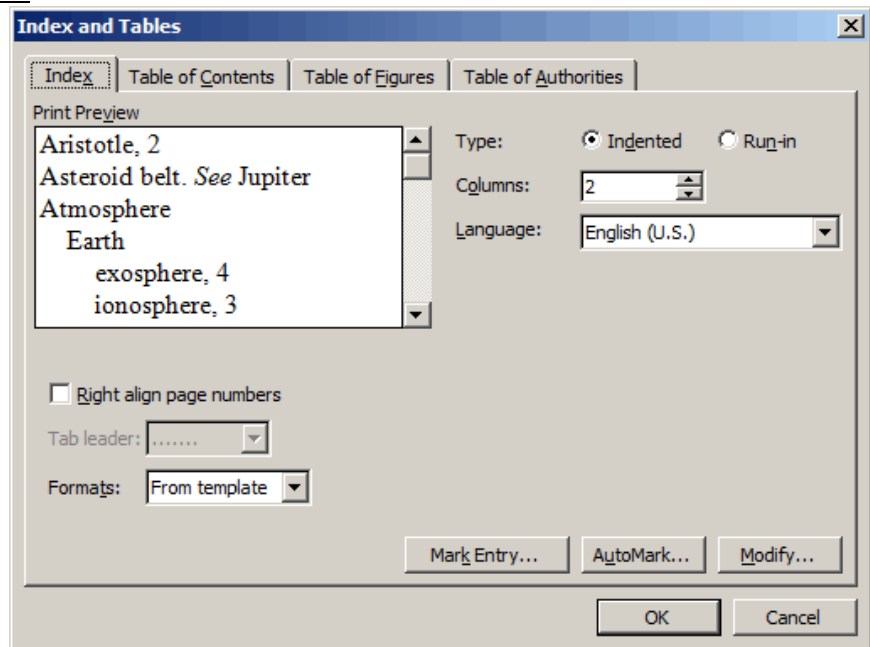 Index and Tables
Index Table of Contents Table of Figures Table of Authorities
Print Preview
Aristotle, 2
Asteroid belt. See Jupiter
Atmosphere
Earth
exosphere, 4
ionosphere, 3
Type: Indented Run-in
Columns: 2
Language: English (U.S.)
Right align page numbers
Tab leader: .......
Formats: From template
Mark Entry... AutoMark... Modify...
OK Cancel